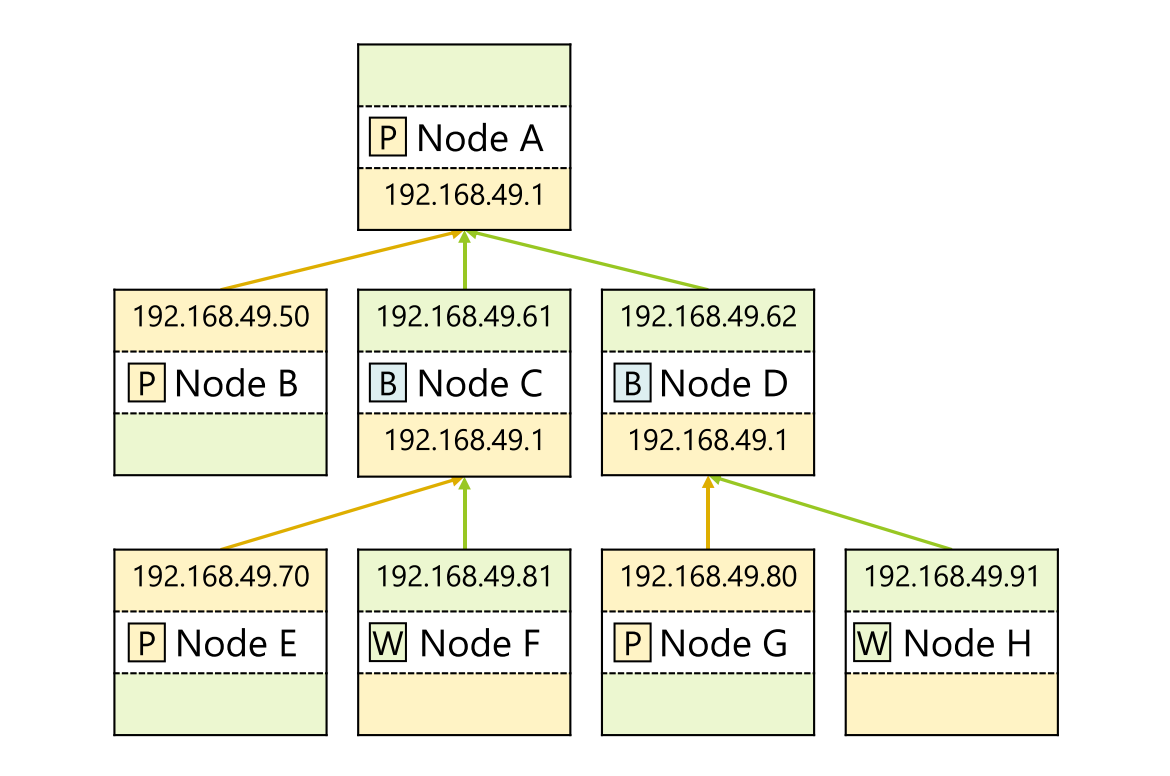 P Node A
192.168.49.1
192.168.49.50
P Node B
192.168.49.61
B Node C
192.168.49.1
192.168.49.62
B Node D
192.168.49.1
192.168.49.70
P Node E
192.168.49.81
W Node F
192.168.49.80
P Node G
192.168.49.91
W Node H